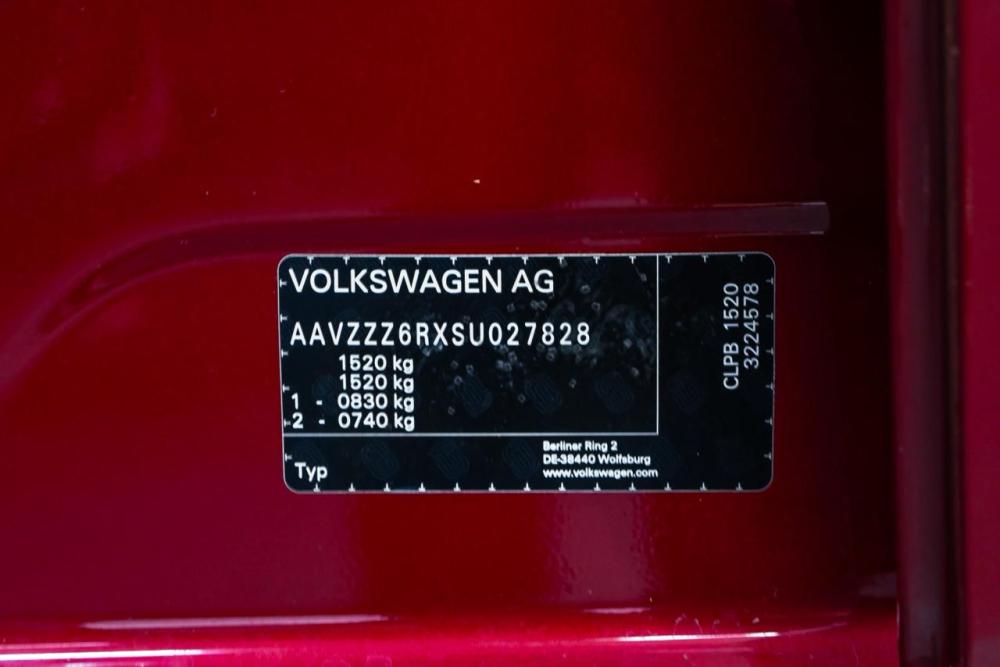 VOLKSWAGEN AG
AAVZZZ6RXSU027828
1520 kg
1520 kg
1 - 0830 kg
2 - 0740 kg
Typ
Berliner Ring 2
DE-38440 Wolfsburg
www.volkswagen.com
CLPB 1520
3224578